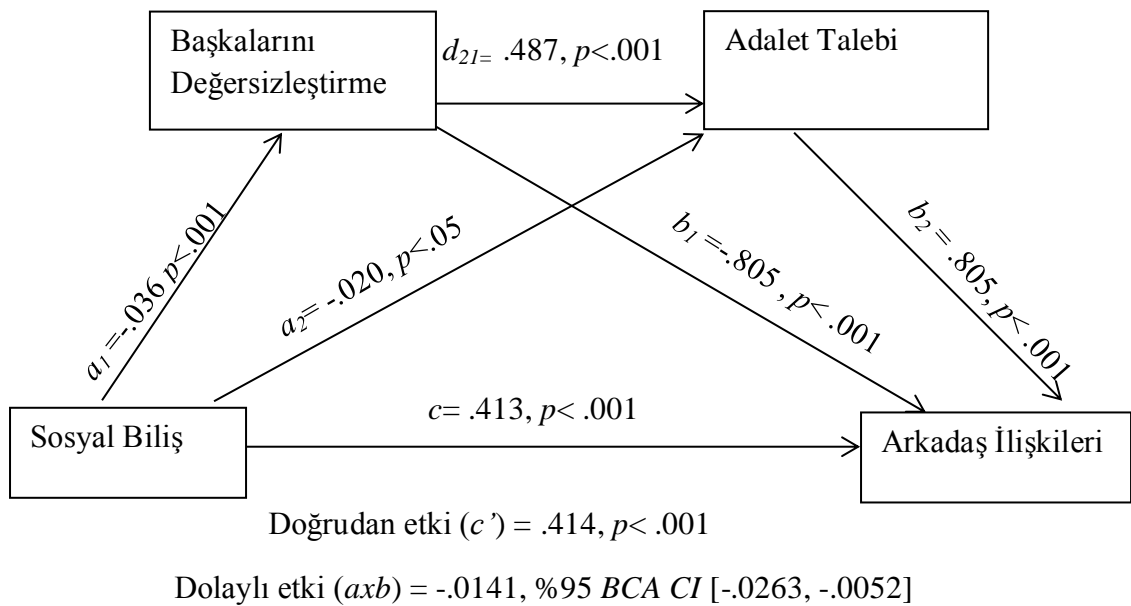 Başkalarını
Değersizleştirme
d21= .487, p<.001
Adalet Talebi
a1 =-.036 p<.001
a2= -.020, p<.05
b1 =-.805 , p< .001
b2 = .805, p< .001
Sosyal Biliş
c= .413, p< .001
Arkadaş İlişkileri
Doğrudan etki (c’) = .414, p< .001
Dolaylı etki (axb) = -.0141, %95 BCA CI [-.0263, -.0052]